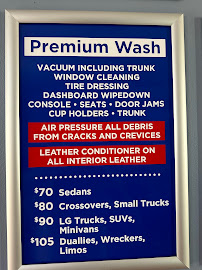 Premium Wash
VACUUM INCLUDING TRUNK
WINDOW CLEANING
TIRE DRESSING
DASHBOARD WIPEDOWN
CONSOLE • SEATS • DOOR JAMS
CUP HOLDERS • TRUNK
AIR PRESSURE ALL DEBRIS
FROM CRACKS AND CREVICES
LEATHER CONDITIONER ON
ALL INTERIOR LEATHER
$70 Sedans
$80 Crossovers, Small Trucks
$90 LG Trucks, SUVs,
Minivans
$105 Duallies, Wreckers,
Limos